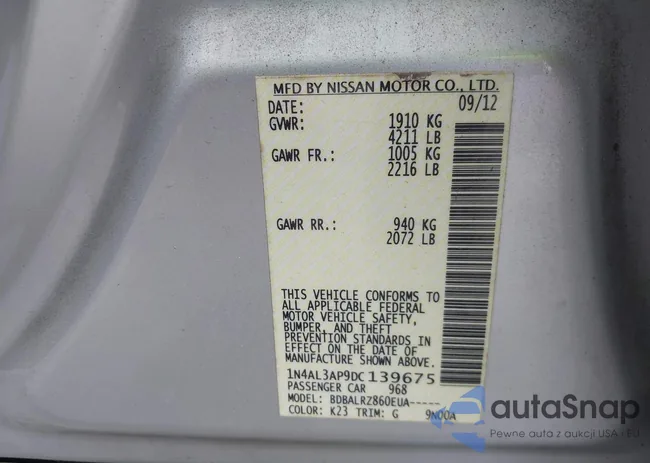 MFD BY NISSAN MOTOR CO., LTD.
DATE: 09/12
GVWR: 1910 KG
4211 LB
GAWR FR.: 1005 KG
2216 LB
GAWR RR.: 940 KG
2072 LB
THIS VEHICLE CONFORMS TO
ALL APPLICABLE FEDERAL
MOTOR VEHICLE SAFETY,
BUMPER, AND THEFT
PREVENTION STANDARDS IN
EFFECT ON THE DATE OF
MANUFACTURE SHOWN ABOVE.
1N4AL3AP9DC139675
PASSENGER CAR 968
MODEL: BDBALRZ860EUA-----
COLOR: K23 TRIM: G 9N00A
autoSnap
Pewne auta z aukcji USA i EU